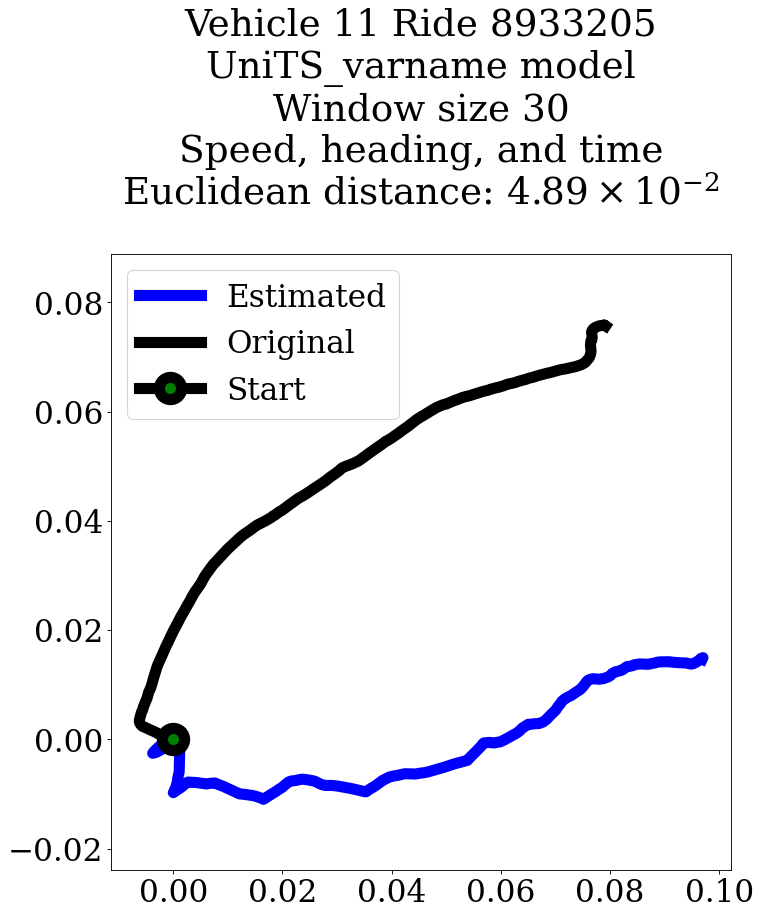 Vehicle 11 Ride 8933205
UniTS_varname model
Window size 30
Speed, heading, and time
Euclidean distance: 4.89 × 10⁻²
Estimated
Original
Start
0.08
0.06
0.04
0.02
0.00
−0.02
0.00 0.02 0.04 0.06 0.08 0.10